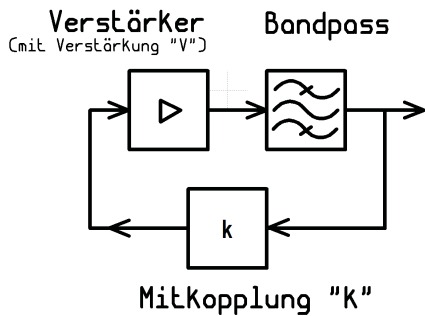 Verstärker
(mit Verstärkung "V")
Bandpass
k
Mitkopplung "K"